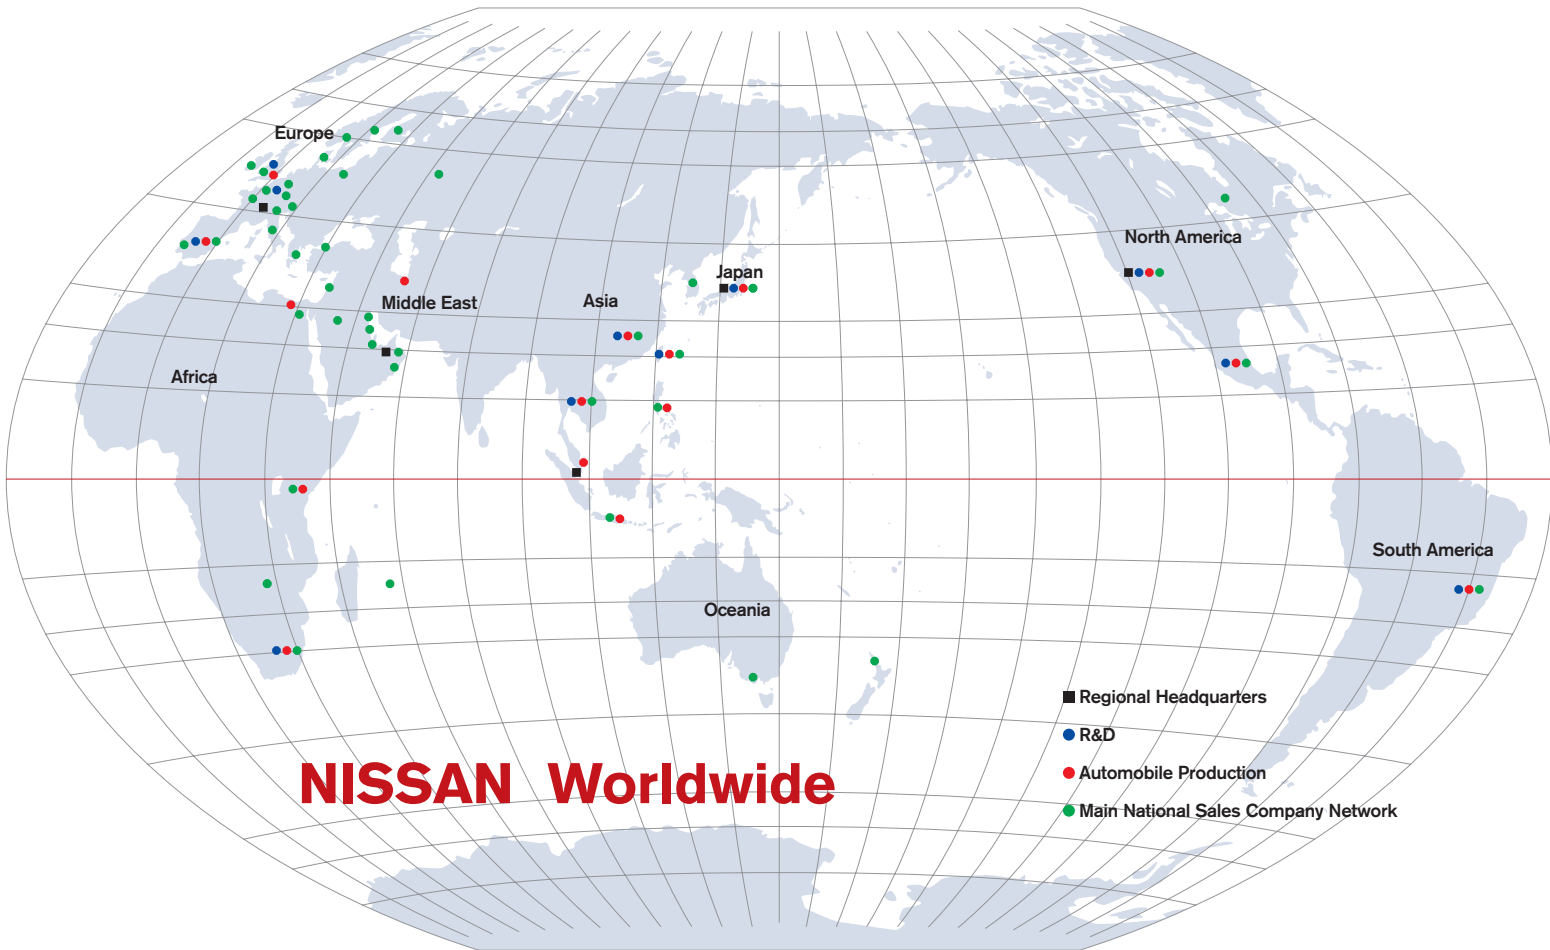 Europe
North America
Japan
Asia
Middle East
Africa
South America
Oceania
Regional Headquarters
R&D
Automobile Production
Main National Sales Company Network
NISSAN Worldwide